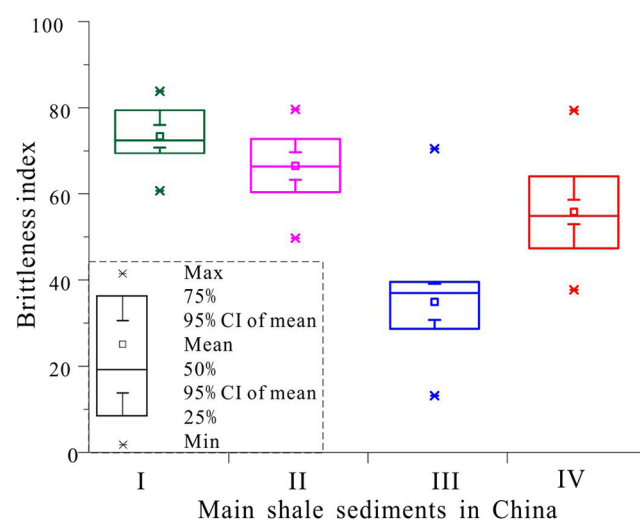 100
80
60
40
20
0
Brittleness index
Max
75%
95% CI of mean
Mean
50%
95% CI of mean
25%
Min
I II III IV
Main shale sediments in China